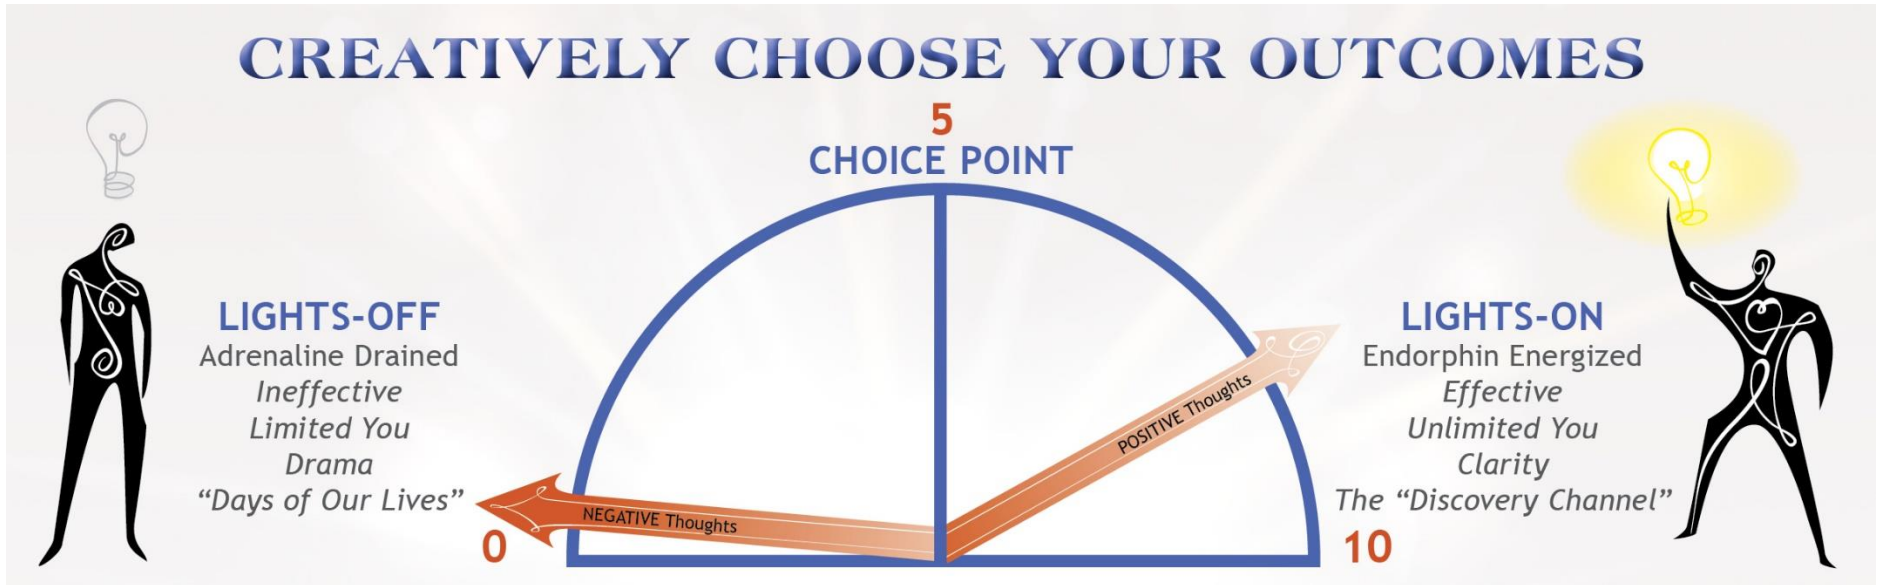 CREATIVELY CHOOSE YOUR OUTCOMES
5
CHOICE POINT
LIGHTS-OFF
Adrenaline Drained
Ineffective
Limited You
Drama
“Days of Our Lives”
0
NEGATIVE Thoughts
POSITIVE Thoughts
LIGHTS-ON
Endorphin Energized
Effective
Unlimited You
Clarity
The “Discovery Channel”
10